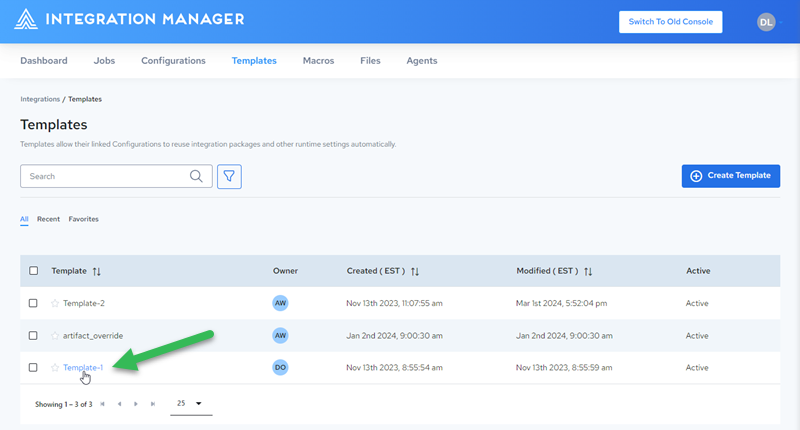 INTEGRATION MANAGER
Switch To Old Console
DL
Dashboard Jobs Configurations Templates Macros Files Agents
Integrations / Templates
Templates
Templates allow their linked Configurations to reuse integration packages and other runtime settings automatically.
Search
Create Template
All Recent Favorites
Template Owner Created ( EST ) Modified ( EST ) Active
Template-2 AW Nov 13th 2023, 11:07:55 am Mar 1st 2024, 5:52:04 pm Active
artifact_override AW Jan 2nd 2024, 9:00:30 am Jan 2nd 2024, 9:00:30 am Active
Template-1 DO Nov 13th 2023, 8:55:54 am Nov 13th 2023, 8:55:59 am Active
Showing 1 – 3 of 3 25